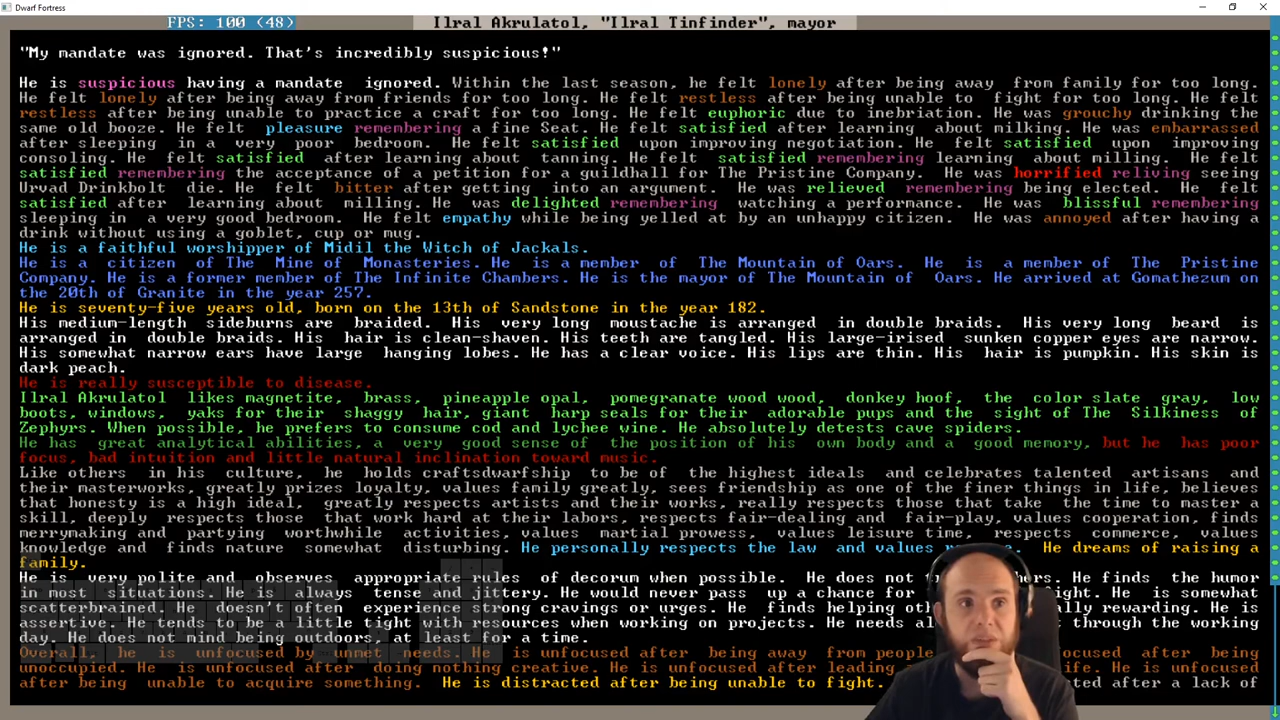 Dwarf Fortress
FPS: 100 (48)
Ilral Akrulatol, "Ilral Tinfinder", mayor
"My mandate was ignored. That's incredibly suspicious!"
He is suspicious having a mandate ignored. Within the last season, he felt lonely after being away from family for too long.
He felt lonely after being away from friends for too long. He felt restless after being unable to fight for too long. He felt
restless after being unable to practice a craft for too long. He felt euphoric due to inebriation. He was grouchy drinking the
same old booze. He felt pleasure remembering a fine Seat. He felt satisfied after learning about milking. He was embarrassed
after sleeping in a very poor bedroom. He felt satisfied upon improving negotiation. He felt satisfied upon improving
consoling. He felt satisfied after learning about tanning. He felt satisfied remembering learning about milling. He felt
satisfied remembering the acceptance of a petition for a guildhall for The Pristine Company. He was horrified reliving seeing
Urvad Drinkbolt die. He felt bitter after getting into an argument. He was relieved remembering being elected. He felt
satisfied after learning about milling. He was delighted remembering watching a performance. He was blissful remembering
sleeping in a very good bedroom. He felt empathy while being yelled at by an unhappy citizen. He was annoyed after having a
drink without using a goblet, cup or mug.
He is a faithful worshipper of Midil the Witch of Jackals.
He is a citizen of The Mine of Monasteries. He is a member of The Mountain of Oars. He is a member of The Pristine
Company. He is a former member of The Infinite Chambers. He is the mayor of The Mountain of Oars. He arrived at Gomathezum on
the 20th of Granite in the year 257.
He is seventy-five years old, born on the 13th of Sandstone in the year 182.
His medium-length sideburns are braided. His very long moustache is arranged in double braids. His very long beard is
arranged in double braids. His hair is clean-shaven. His teeth are tangled. His large-irised sunken copper eyes are narrow.
His somewhat narrow ears have large hanging lobes. He has a clear voice. His lips are thin. His hair is pumpkin. His skin is
dark peach.
He is really susceptible to disease.
Ilral Akrulatol likes magnetite, brass, pineapple opal, pomegranate wood wood, donkey hoof, the color slate gray, low
boots, windows, yaks for their shaggy hair, giant harp seals for their adorable pups and the sight of The Silkiness of
Zephyrs. When possible, he prefers to consume cod and lychee wine. He absolutely detests cave spiders.
He has great analytical abilities, a very good sense of the position of his own body and a good memory, but he has poor
focus, bad intuition and little natural inclination toward music.
Like others in his culture, he holds craftsdwarfship to be of the highest ideals and celebrates talented artisans and
their masterworks, greatly prizes loyalty, values family greatly, sees friendship as one of the finer things in life, believes
that honesty is a high ideal, greatly respects artists and their works, really respects those that take the time to master a
skill, deeply respects those that work hard at their labors, respects fair-dealing and fair-play, values cooperation, finds
merrymaking and partying worthwhile activities, values martial prowess, values leisure time, respects commerce, values
knowledge and finds nature somewhat disturbing. He personally respects the law and values He dreams of raising a
family.
He is very polite and observes appropriate rules of decorum when possible. He does not He finds the humor
in most situations. He is always tense and jittery. He would never pass up a chance for He is somewhat
scatterbrained. He doesn't often experience strong cravings or urges. He finds helping rewarding. He is
assertive. He tends to be a little tight with resources when working on projects. He needs through the working
day. He does not mind being outdoors, at least for a time.
Overall, he is unfocused by unmet needs. He is unfocused after being away from after being
unoccupied. He is unfocused after doing nothing creative. He is unfocused after leading life. He is unfocused
after being unable to acquire something. He is distracted after being unable to fight. after a lack of